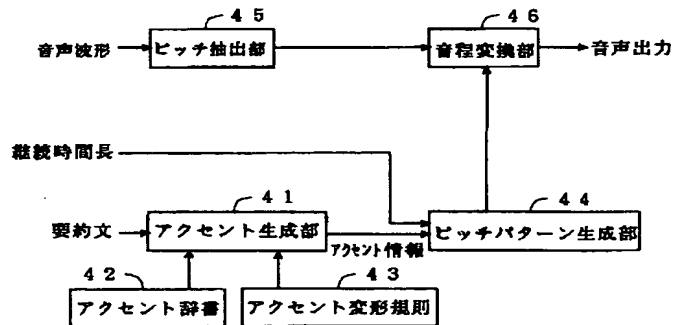 45
46
音声波形
ピッチ抽出部
音程変換部
音声出力
継続時間長
41
44
要約文
アクセント生成部
アクセント情報
ピッチパターン生成部
42
43
アクセント辞書
アクセント変形規則